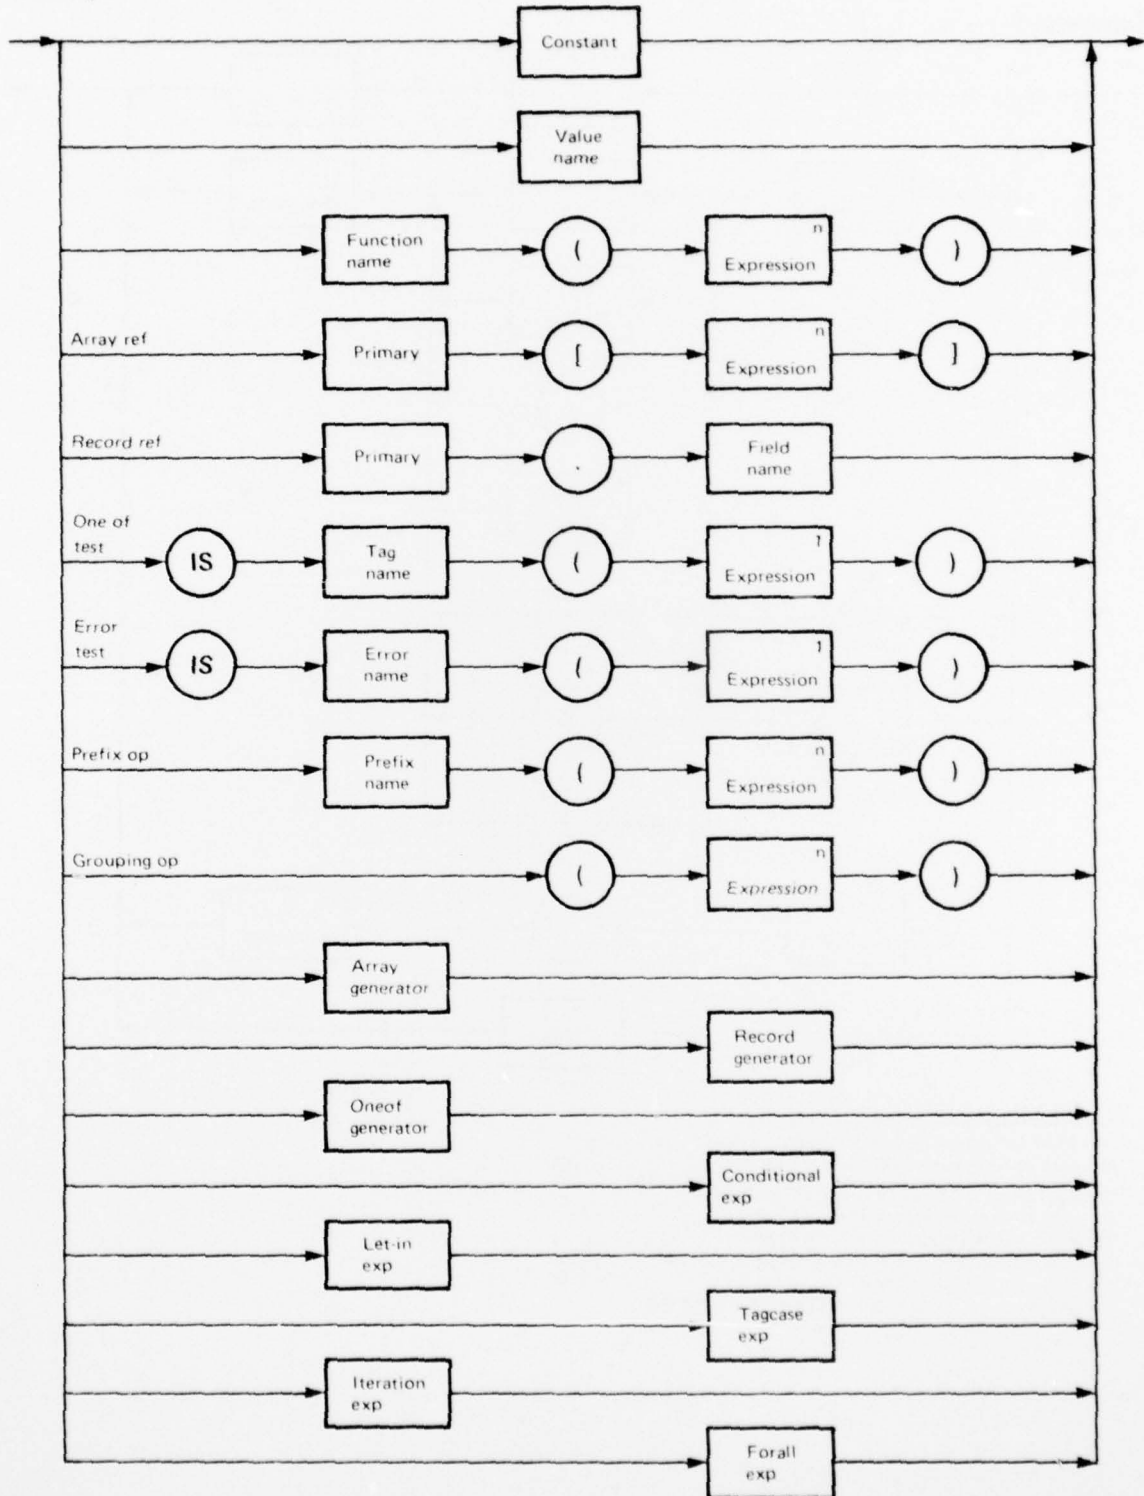 Constant
Value
name
Function
name
(
n
Expression
)
Array ref
Primary
[
n
Expression
]
Record ref
Primary
.
Field
name
One of
test
IS
Tag
name
(
1
Expression
)
Error
test
IS
Error
name
(
1
Expression
)
Prefix op
Prefix
name
(
n
Expression
)
Grouping op
(
n
Expression
)
Array
generator
Record
generator
Oneof
generator
Conditional
exp
Let-in
exp
Tagcase
exp
Iteration
exp
Forall
exp